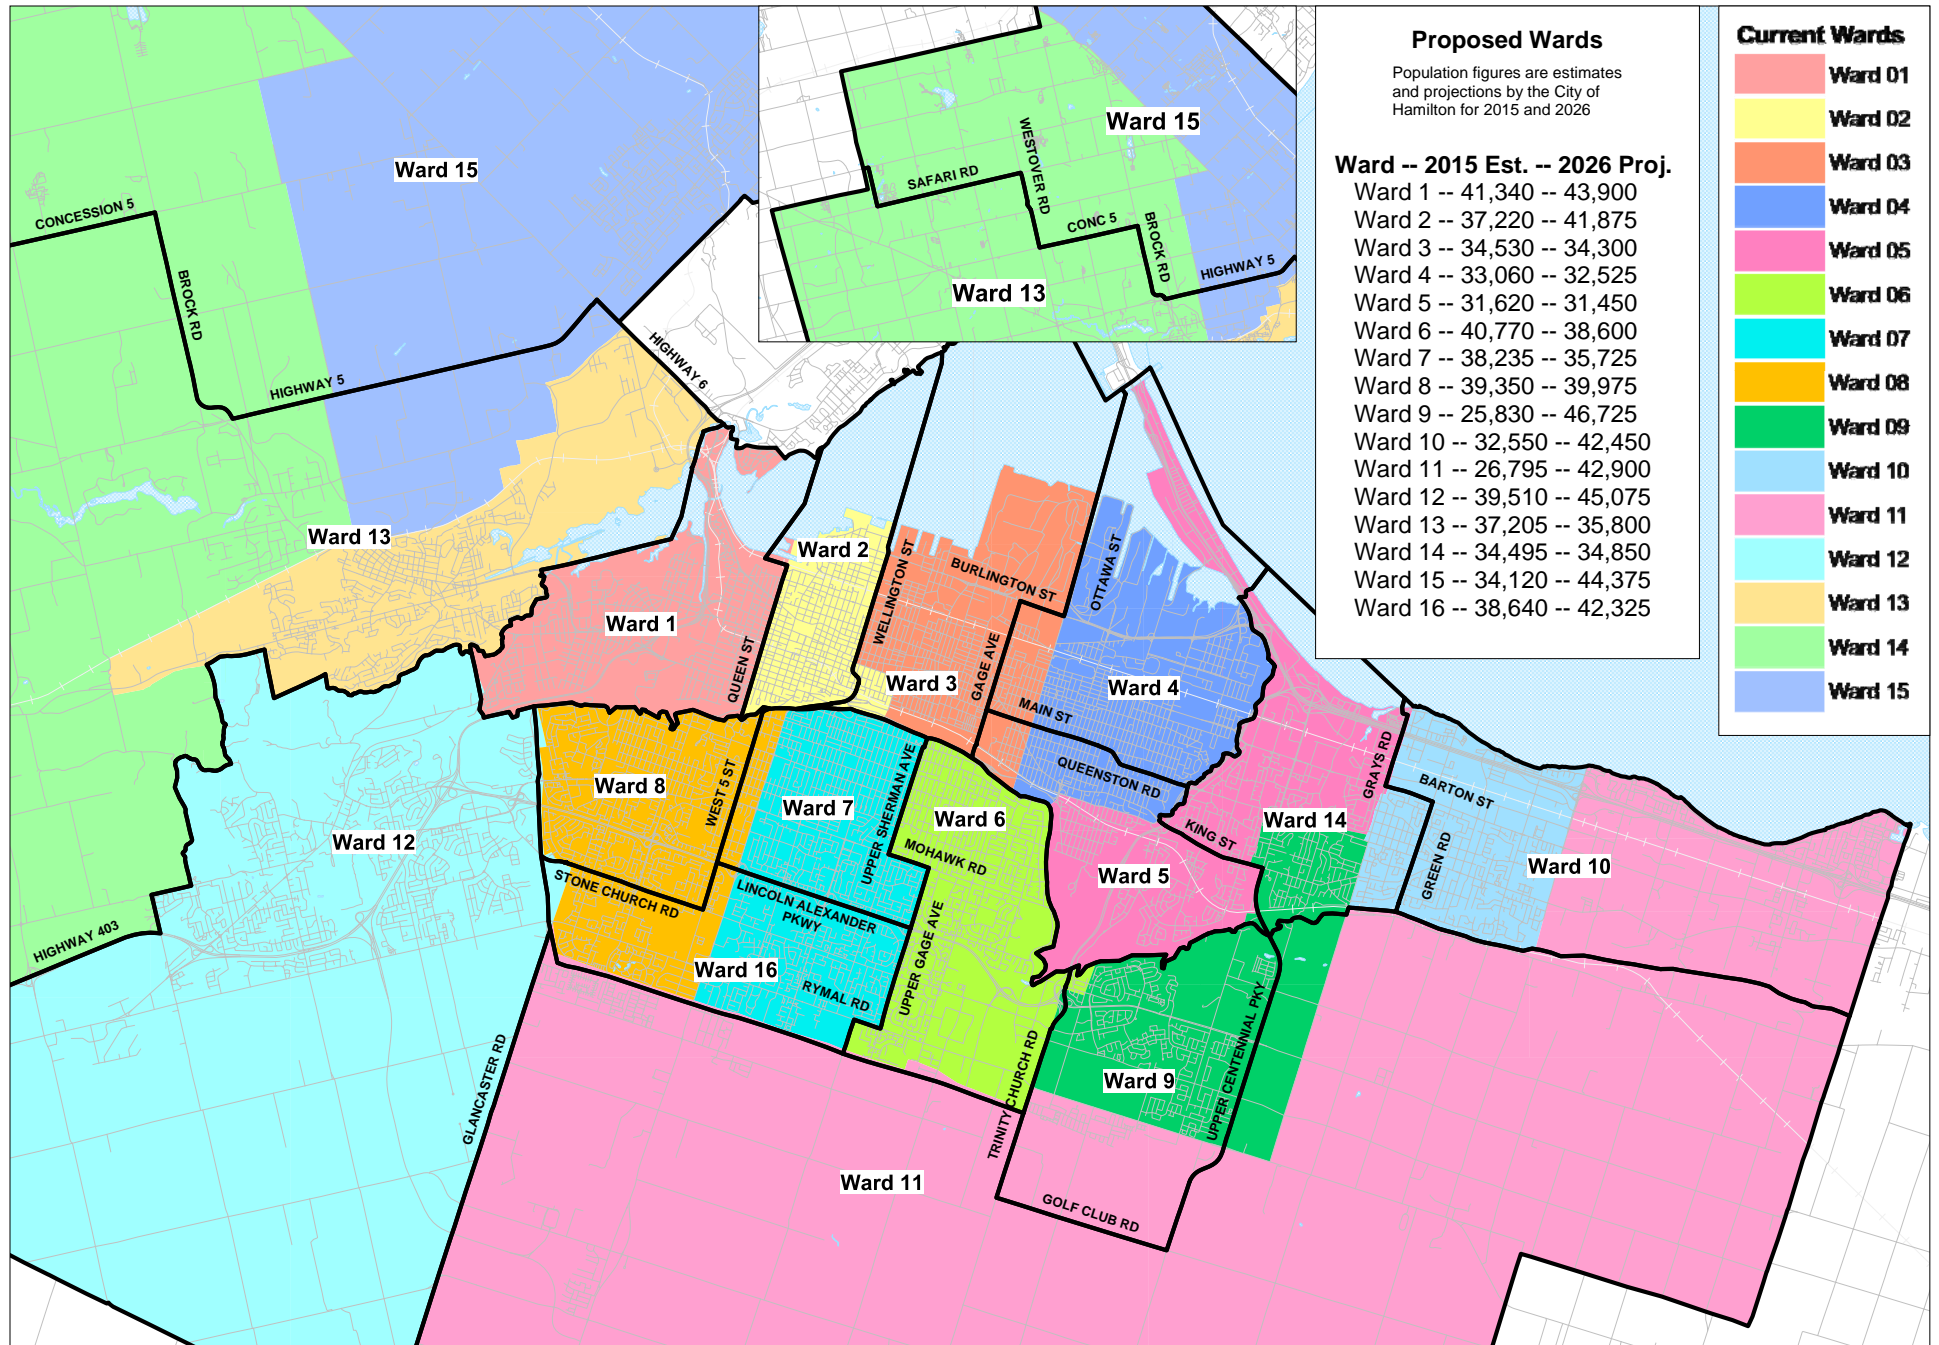 Proposed Wards
Population figures are estimates
and projections by the City of
Hamilton for 2015 and 2026
Ward -- 2015 Est. -- 2026 Proj.
Ward 1 -- 41,340 -- 43,900
Ward 2 -- 37,220 -- 41,875
Ward 3 -- 34,530 -- 34,300
Ward 4 -- 33,060 -- 32,525
Ward 5 -- 31,620 -- 31,450
Ward 6 -- 40,770 -- 38,600
Ward 7 -- 38,235 -- 35,725
Ward 8 -- 39,350 -- 39,975
Ward 9 -- 25,830 -- 46,725
Ward 10 -- 32,550 -- 42,450
Ward 11 -- 26,795 -- 42,900
Ward 12 -- 39,510 -- 45,075
Ward 13 -- 37,205 -- 35,800
Ward 14 -- 34,495 -- 34,850
Ward 15 -- 34,120 -- 44,375
Ward 16 -- 38,640 -- 42,325
Current Wards
Ward 01
Ward 02
Ward 03
Ward 04
Ward 05
Ward 06
Ward 07
Ward 08
Ward 09
Ward 10
Ward 11
Ward 12
Ward 13
Ward 14
Ward 15
Ward 15
WESTOVER RD
SAFARI RD
CONC 5
BROCK RD
HIGHWAY 5
Ward 13
Ward 15
CONCESSION 5
BROCK RD
HIGHWAY 5
HIGHWAY 6
Ward 13
Ward 2
WELLINGTON ST
BURLINGTON ST
OTTAWA ST
Ward 1
QUEEN ST
Ward 3
GAGE AVE
MAIN ST
Ward 4
Ward 8
WEST 5 ST
Ward 7
UPPER SHERMAN AVE
Ward 6
MOHAWK RD
QUEENSTON RD
KING ST
Ward 14
GRAYS RD
BARTON ST
GREEN RD
Ward 10
Ward 12
STONE CHURCH RD
LINCOLN ALEXANDER
PKWY
Ward 5
HIGHWAY 403
Ward 16
RYMAL RD
UPPER GAGE AVE
GLANCASTER RD
TRINITY CHURCH RD
Ward 9
UPPER CENTENNIAL PKY
Ward 11
GOLF CLUB RD